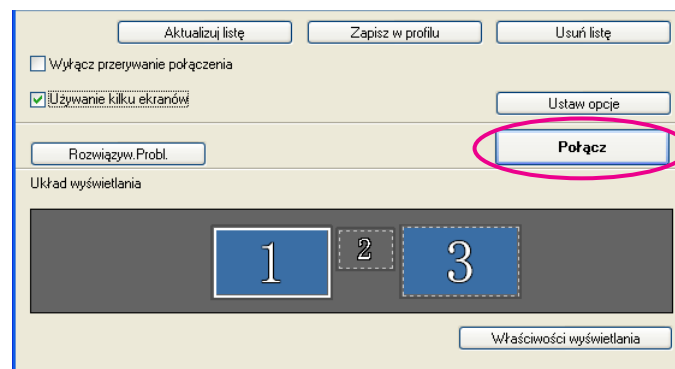 Aktualizuj listę Zapisz w profilu Usuń listę
Wyłącz przerywanie połączenia
Używanie kilku ekranów
Ustaw opcje
Rozwiązyw.Probl.
Połącz
Układ wyświetlania
1 2 3
Właściwości wyświetlania